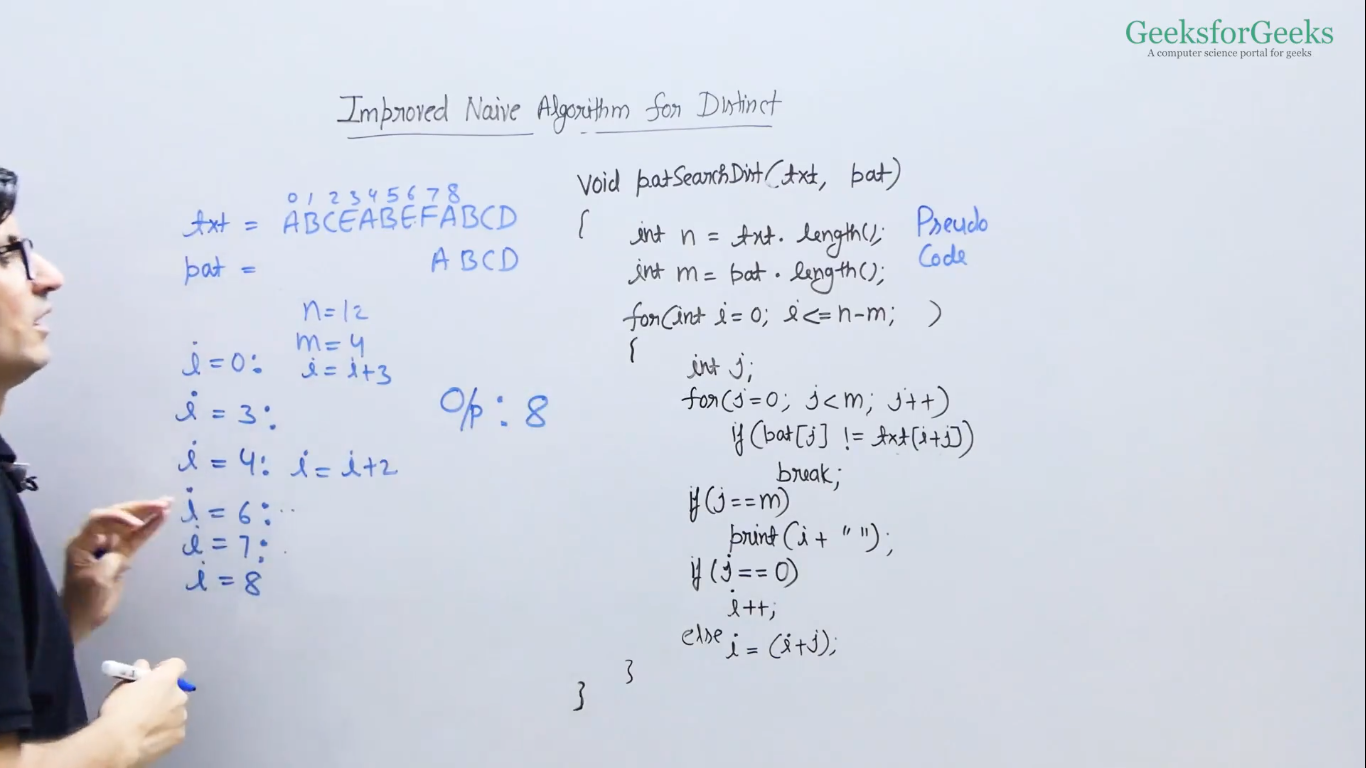 GeeksforGeeks
A computer science portal for geeks
Improved Naive Algorithm for Distinct
0 1 2 3 4 5 6 7 8
txt = ABCEABEFABCD
pat = ABCD
n=12
m=4
i=0: i=i+3
i=3:
i=4: i=i+2
i=6:..
i=7:.
i=8
O/p: 8
void patSearchDist(txt, pat)
{
int n = txt.length();
int m = pat.length();
Pseudo
Code
for(int i=0; i<=n-m; )
{
int j;
for(j=0; j<m; j++)
if(pat[j] != txt[i+j])
break;
if(j==m)
print(i+" ");
if(j==0)
i++;
else i=(i+j);
}
}